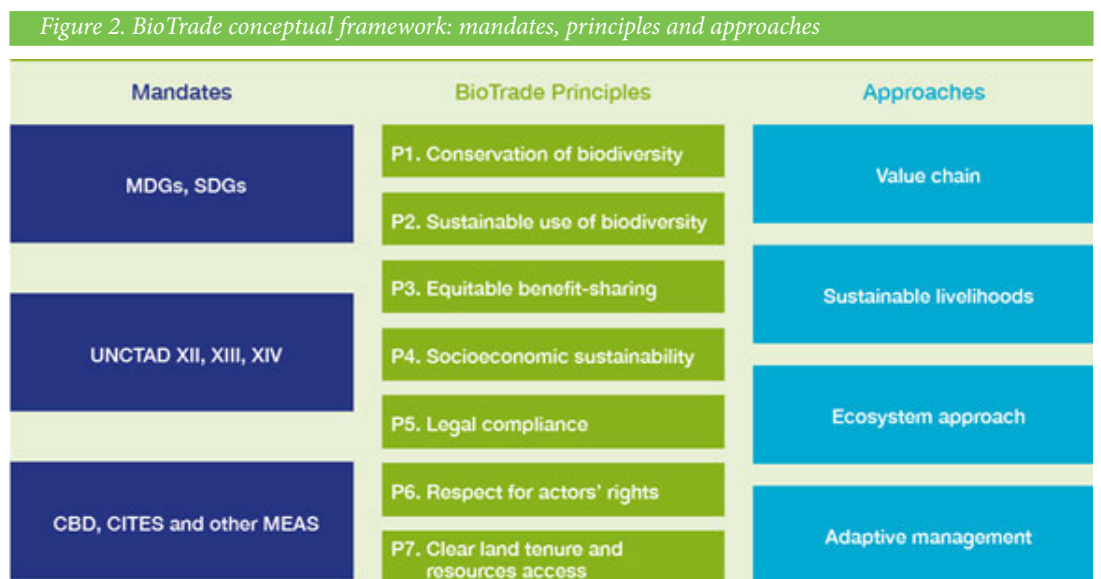 Figure 2. BioTrade conceptual framework: mandates, principles and approaches
Mandates
MDGs, SDGs
UNCTAD XII, XIII, XIV
CBD, CITES and other MEAS
BioTrade Principles
P1. Conservation of biodiversity
P2. Sustainable use of biodiversity
P3. Equitable benefit-sharing
P4. Socioeconomic sustainability
P5. Legal compliance
P6. Respect for actors' rights
P7. Clear land tenure and
resources access
Approaches
Value chain
Sustainable livelihoods
Ecosystem approach
Adaptive management